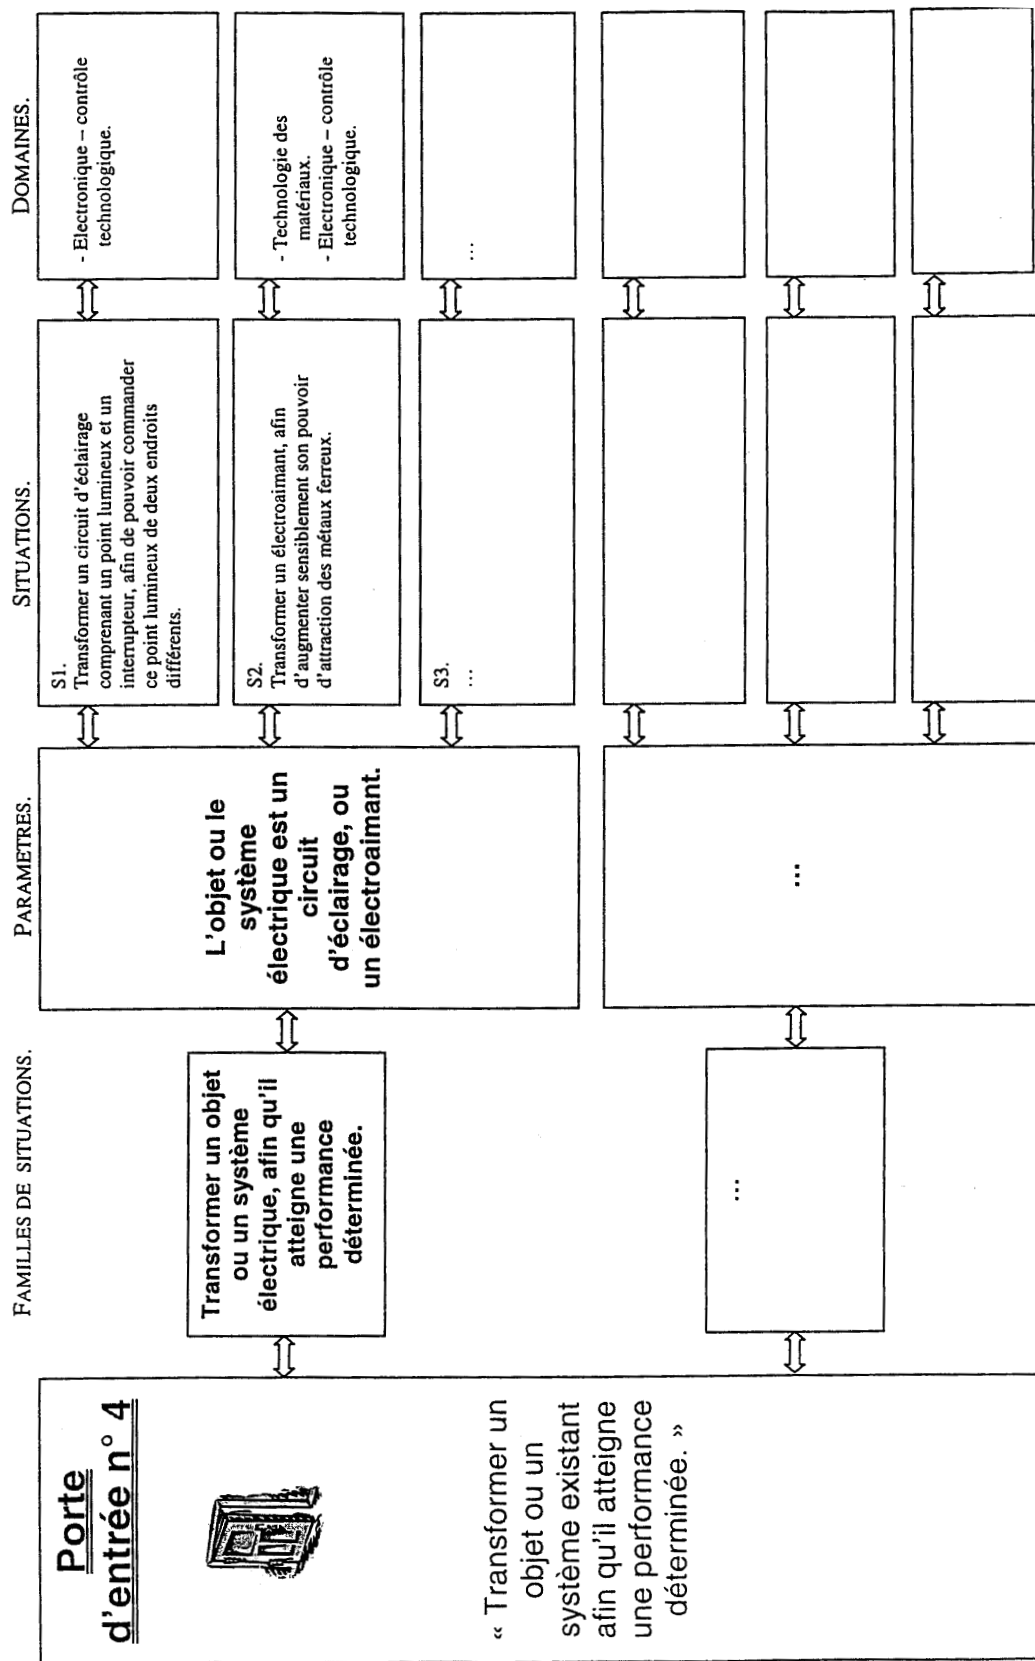 Porte
d'entrée n° 4
« Transformer un
objet ou un
système existant
afin qu'il atteigne
une performance
déterminée. »
FAMILLES DE SITUATIONS.
Transformer un objet
ou un système
électrique, afin qu'il
atteigne une
performance
déterminée.
...
PARAMETRES.
L'objet ou le
système
électrique est un
circuit
d'éclairage, ou
un électroaimant.
...
SITUATIONS.
S1.
Transformer un circuit d'éclairage
comprenant un point lumineux et un
interrupteur, afin de pouvoir commander
ce point lumineux de deux endroits
différents.
S2.
Transformer un électroaimant, afin
d'augmenter sensiblement son pouvoir
d'attraction des métaux ferreux.
S3.
...
DOMAINES.
- Electronique – contrôle
technologique.
- Technologie des
matériaux.
- Electronique – contrôle
technologique.
...